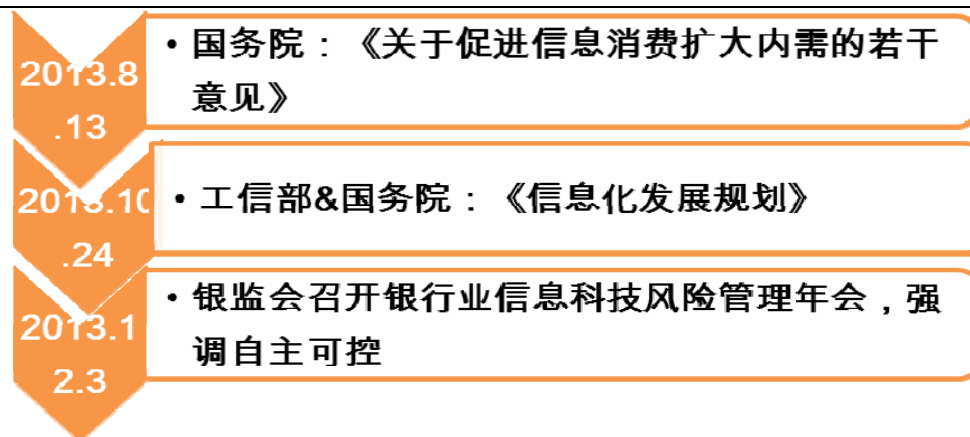 2013.8
.13
• 国务院：《关于促进信息消费扩大内需的若干
意见》
2013.10
.24
• 工信部&国务院：《信息化发展规划》
2013.1
2.3
• 银监会召开银行业信息科技风险管理年会，强
调自主可控